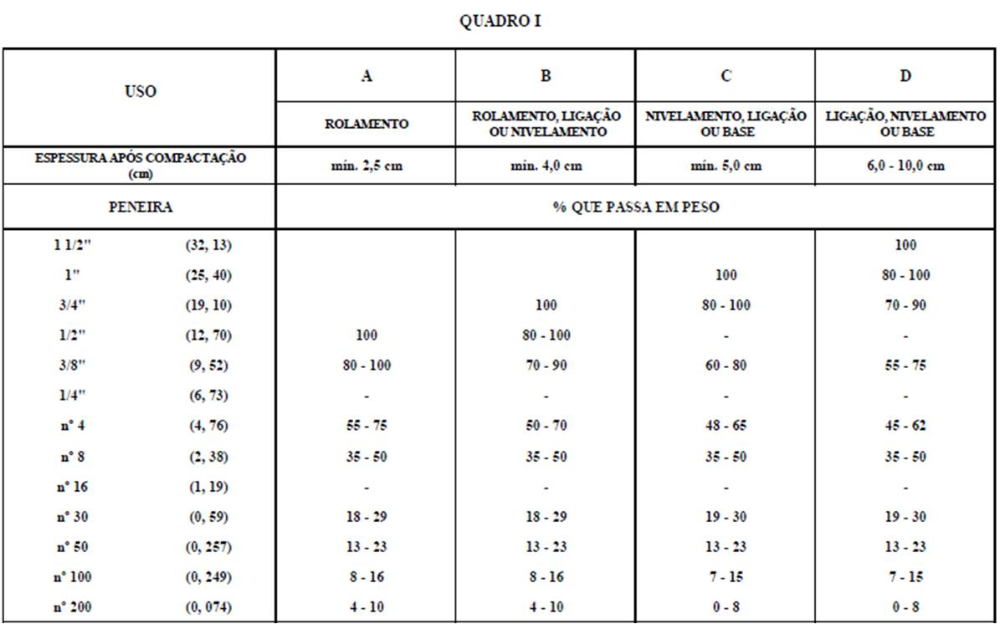 QUADRO I
USO A B C D
ROLAMENTO ROLAMENTO, LIGAÇÃO OU NIVELAMENTO NIVELAMENTO, LIGAÇÃO OU BASE LIGAÇÃO, NIVELAMENTO OU BASE
ESPESSURA APÓS COMPACTAÇÃO (cm) mín. 2,5 cm mín. 4,0 cm mín. 5,0 cm 6,0 - 10,0 cm
PENEIRA % QUE PASSA EM PESO
1 1/2" (32, 13) 100
1" (25, 40) 100 80 - 100
3/4" (19, 10) 100 80 - 100 70 - 90
1/2" (12, 70) 100 80 - 100 - -
3/8" (9, 52) 80 - 100 70 - 90 60 - 80 55 - 75
1/4" (6, 73) - - - -
nº 4 (4, 76) 55 - 75 50 - 70 48 - 65 45 - 62
nº 8 (2, 38) 35 - 50 35 - 50 35 - 50 35 - 50
nº 16 (1, 19) - - - -
nº 30 (0, 59) 18 - 29 18 - 29 19 - 30 19 - 30
nº 50 (0, 257) 13 - 23 13 - 23 13 - 23 13 - 23
nº 100 (0, 249) 8 - 16 8 - 16 7 - 15 7 - 15
nº 200 (0, 074) 4 - 10 4 - 10 0 - 8 0 - 8